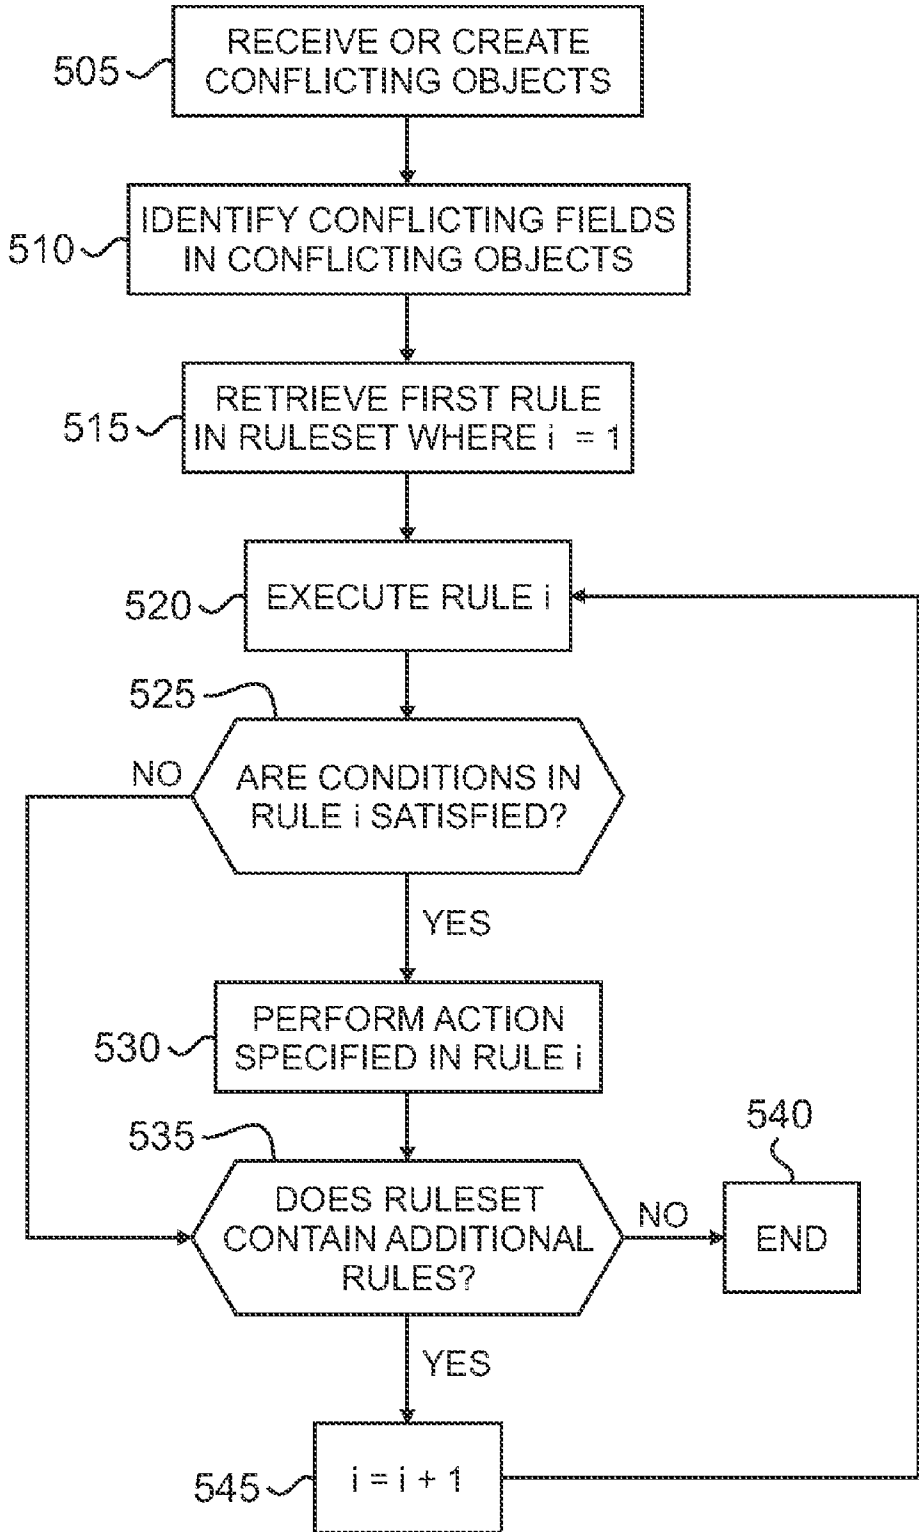 505
RECEIVE OR CREATE
CONFLICTING OBJECTS
510
IDENTIFY CONFLICTING FIELDS
IN CONFLICTING OBJECTS
515
RETRIEVE FIRST RULE
IN RULESET WHERE i = 1
520
EXECUTE RULE i
525
NO
ARE CONDITIONS IN
RULE i SATISFIED?
YES
530
PERFORM ACTION
SPECIFIED IN RULE i
535
DOES RULESET
CONTAIN ADDITIONAL
RULES?
NO
540
END
YES
545
i = i + 1